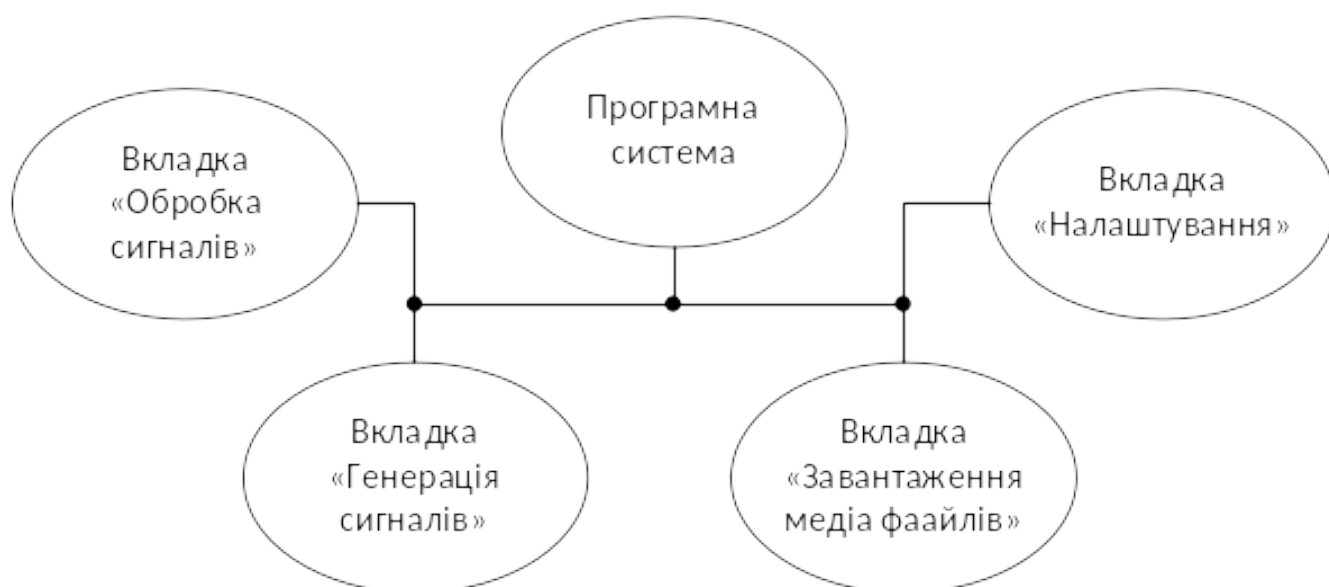 Програмна
система
Вкладка
«Обробка
сигналів»
Вкладка
«Налаштування»
Вкладка
«Генерація
сигналів»
Вкладка
«Завантаження
медіа фаайлів»